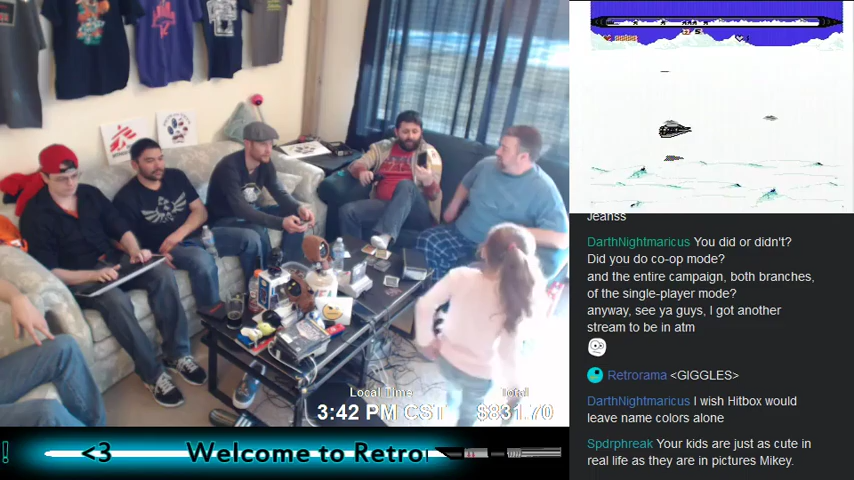 Jeanss
DarthNightmaricus You did or didn't?
Did you do co-op mode?
and the entire campaign, both branches,
of the single-player mode?
anyway, see ya guys, I got another
stream to be in atm
Retrorama <GIGGLES>
DarthNightmaricus I wish Hitbox would
leave name colors alone
Spdrphreak Your kids are just as cute in
real life as they are in pictures Mikey.
Local Time
3:42 PM CST
Total
$831.70
! <3 Welcome to Retro